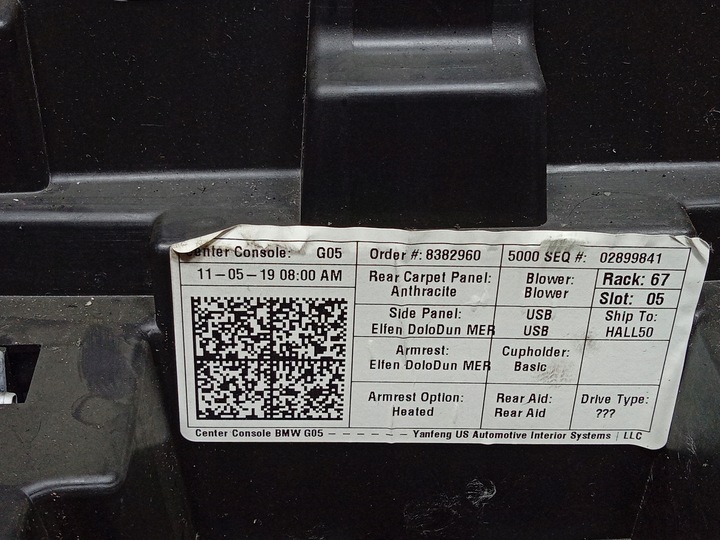 Center Console: G05 Order #: 8382960 5000 SEQ #: 02899841
11-05-19 08:00 AM Rear Carpet Panel: Blower: Rack: 67
Anthracite Blower Slot: 05
Side Panel: USB Ship To:
Elfen DoloDun MER USB HALL50
Armrest: Cupholder:
Elfen DoloDun MER Basic
Armrest Option: Rear Aid: Drive Type:
Heated Rear Aid ???
Center Console BMW G05 - - - - - - - Yanfeng US Automotive Interior Systems | LLC